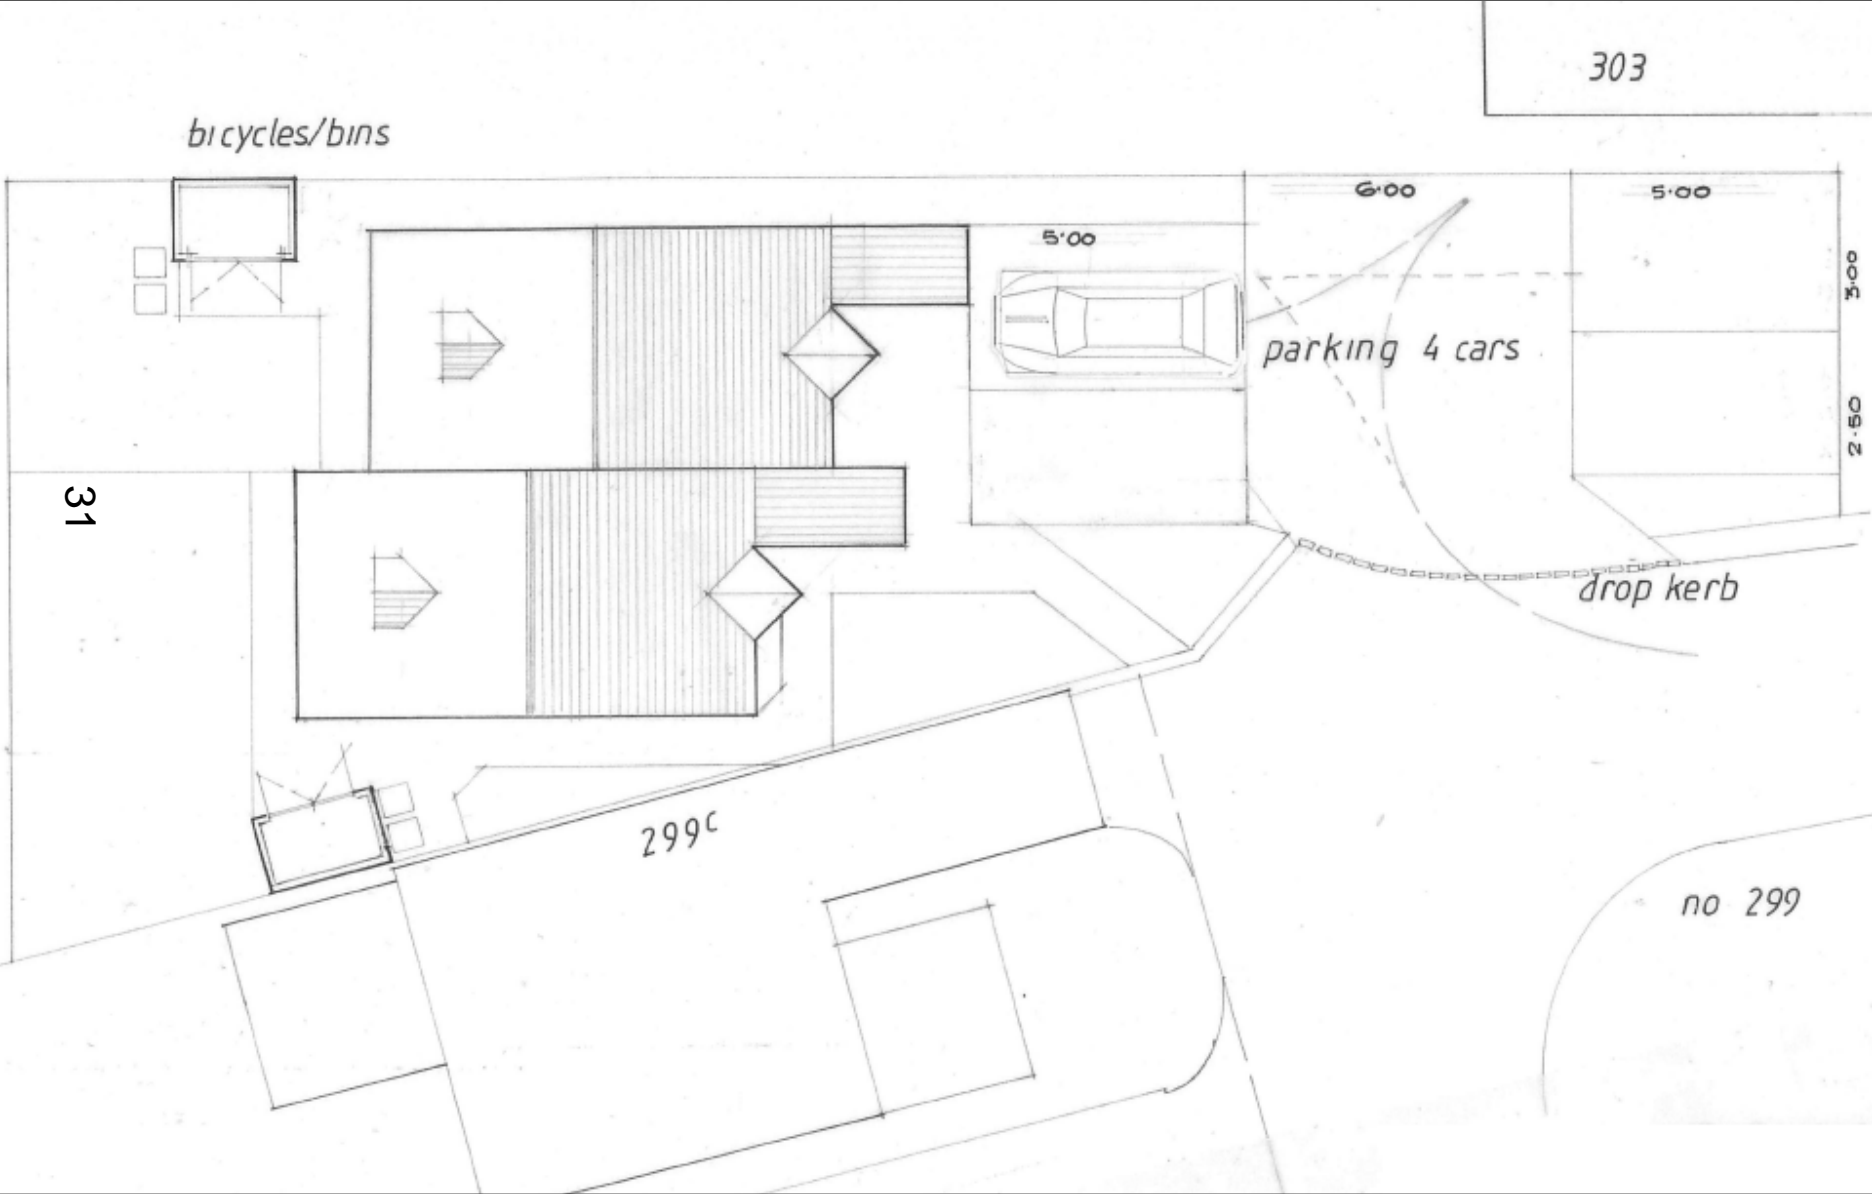 303
bicycles/bins
6.00
5.00
5.00
3.00
parking 4 cars
2.50
31
drop kerb
299c
no 299